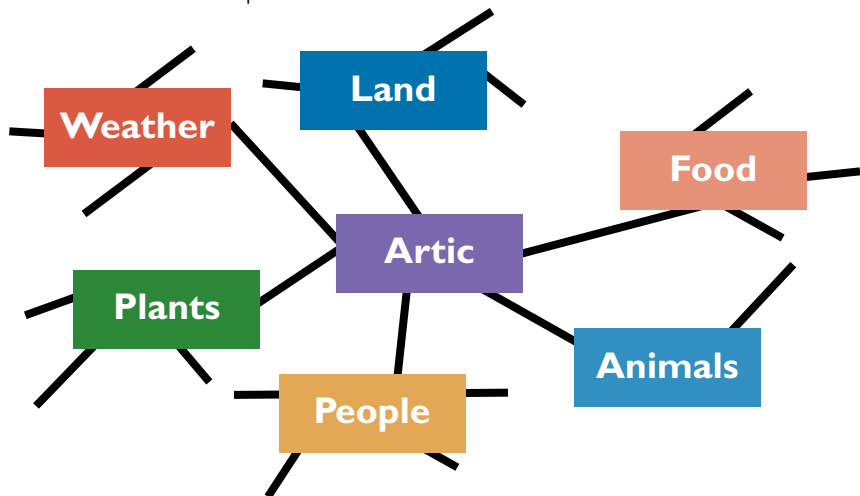 Land
Weather
Food
Artic
Plants
Animals
People